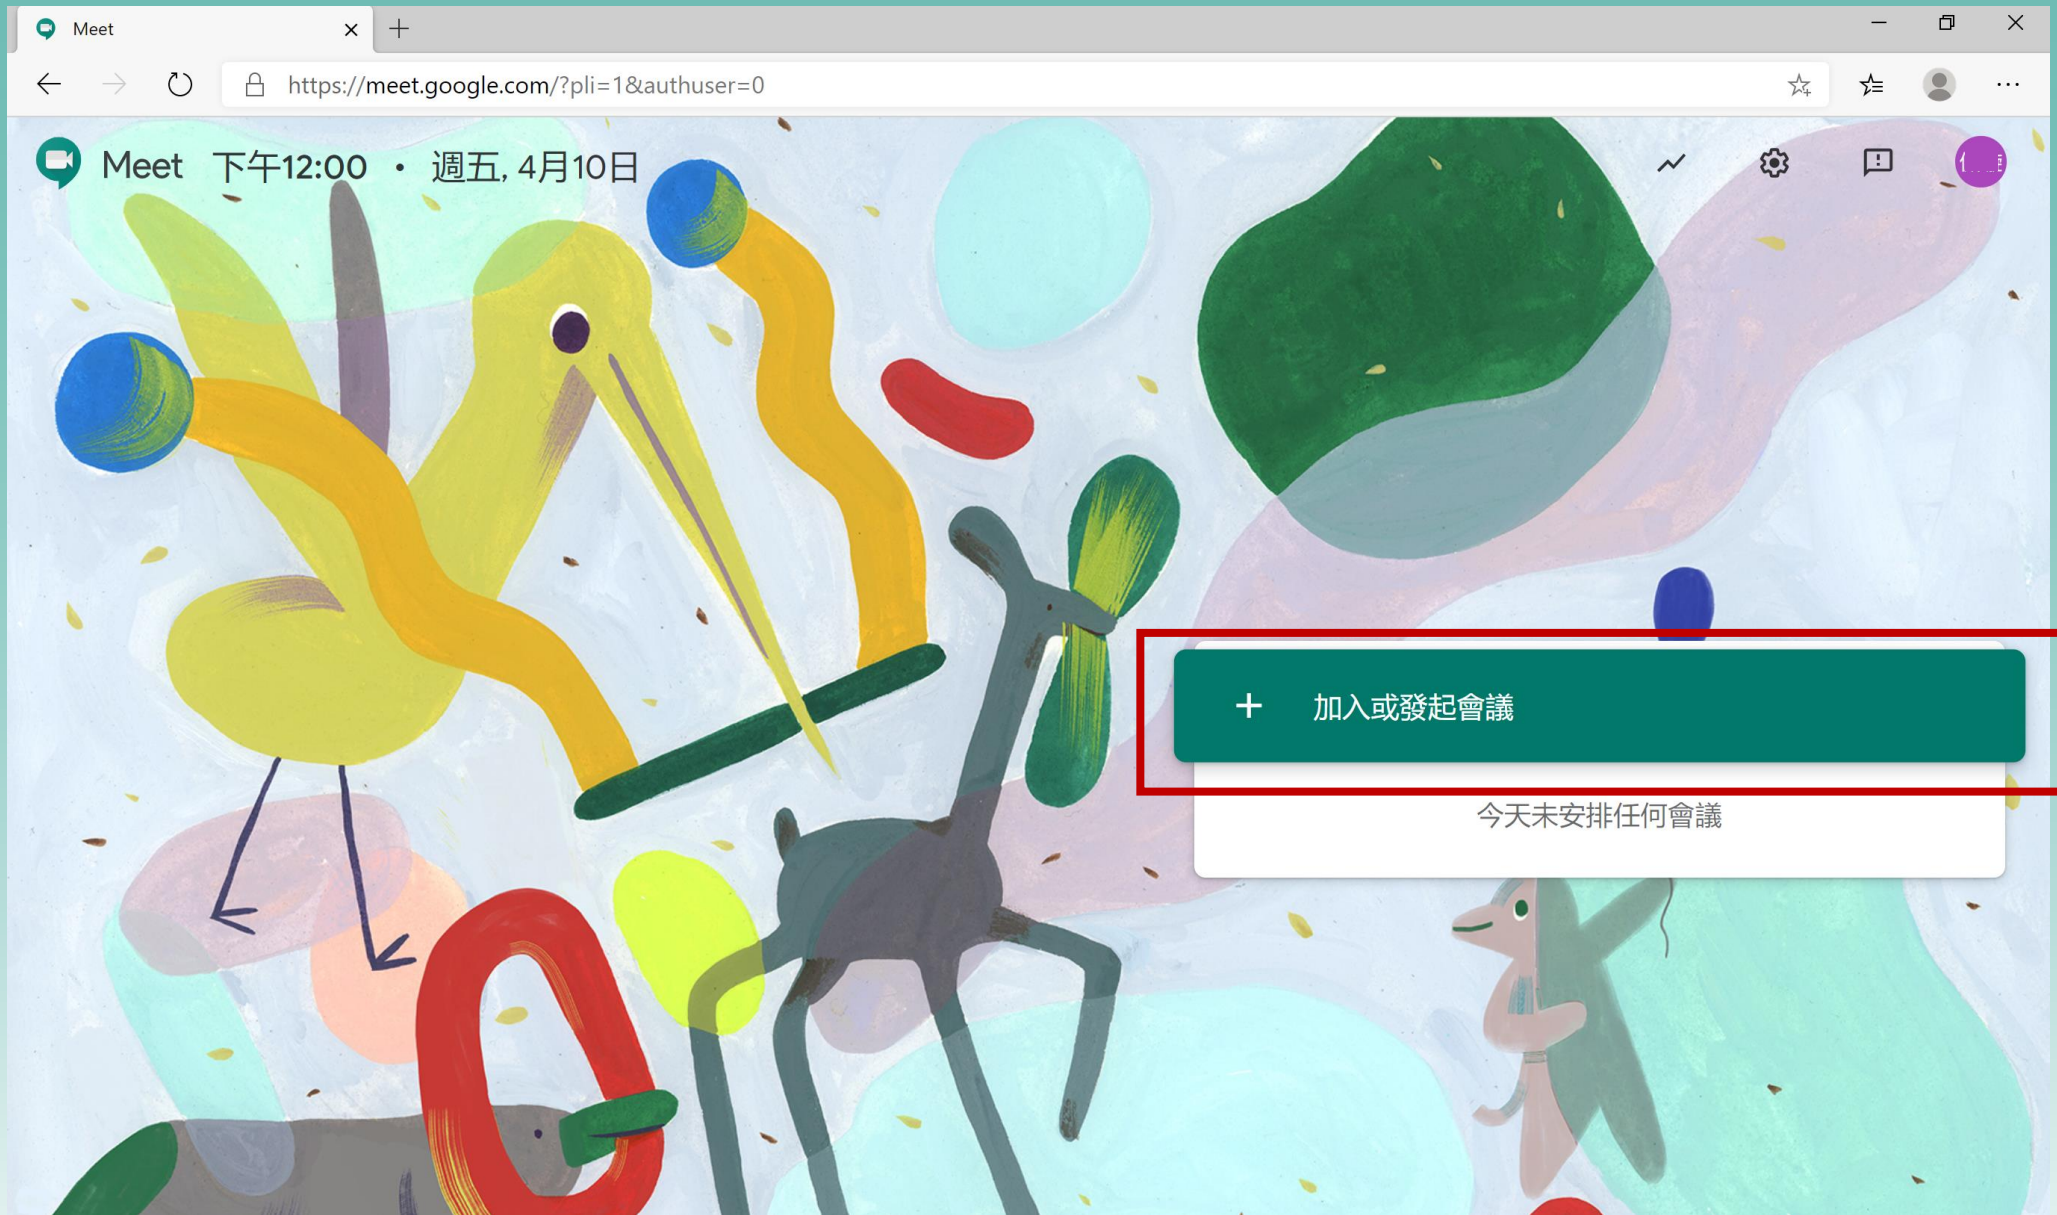 Meet
https://meet.google.com/?pli=1&authuser=0
Meet 下午12:00 • 週五, 4月10日
加入或發起會議
今天未安排任何會議